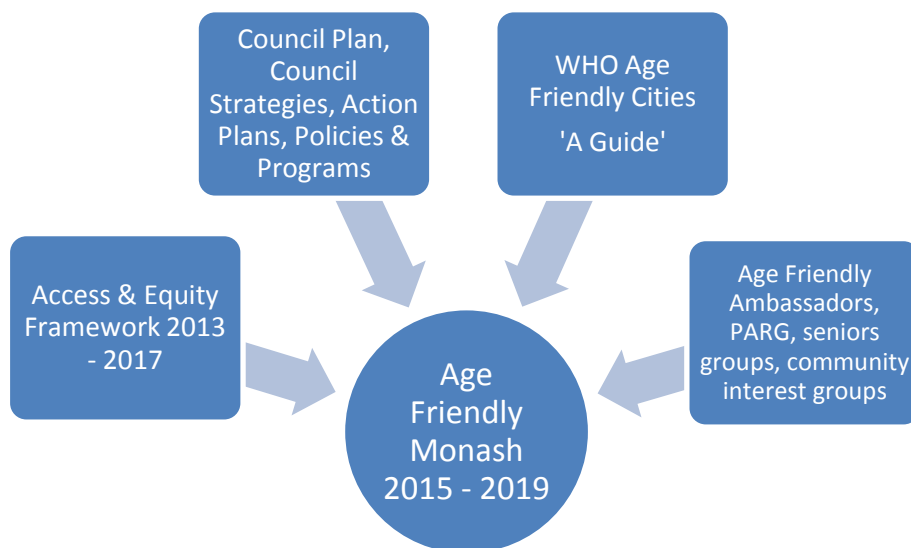 Council Plan,
Council
Strategies, Action
Plans, Policies &
Programs
WHO Age
Friendly Cities
'A Guide'
Access & Equity
Framework 2013
- 2017
Age Friendly
Ambassadors,
PARG, seniors
groups, community
interest groups
Age
Friendly
Monash
2015 - 2019